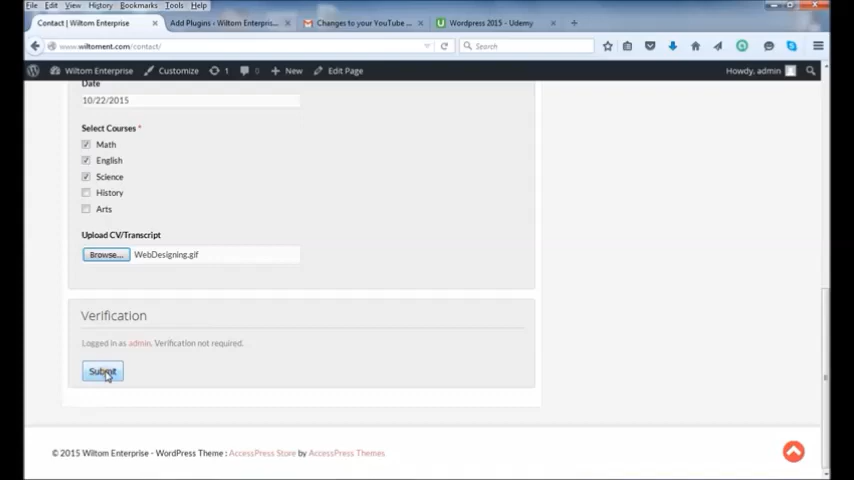 File Edit View History Bookmarks Tools Help
Contact | Wiltom Enterprise × Add Plugins ‹ Wiltom Enterpris... × Changes to your YouTube ... × Wordpress 2015 - Udemy × +
www.wiltoment.com/contact/ Search
Wiltom Enterprise Customize 1 0 + New Edit Page Howdy, admin
Date
10/22/2015
Select Courses *
Math
English
Science
History
Arts
Upload CV/Transcript
Browse... WebDesigning.gif
Verification
Logged in as admin. Verification not required.
Submit
© 2015 Wiltom Enterprise - WordPress Theme : AccessPress Store by AccessPress Themes